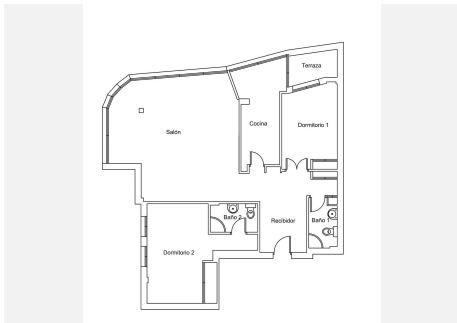 Terraza
Salón
Cocina
Dormitorio 1
Baño 2
Recibidor
Baño 1
Dormitorio 2